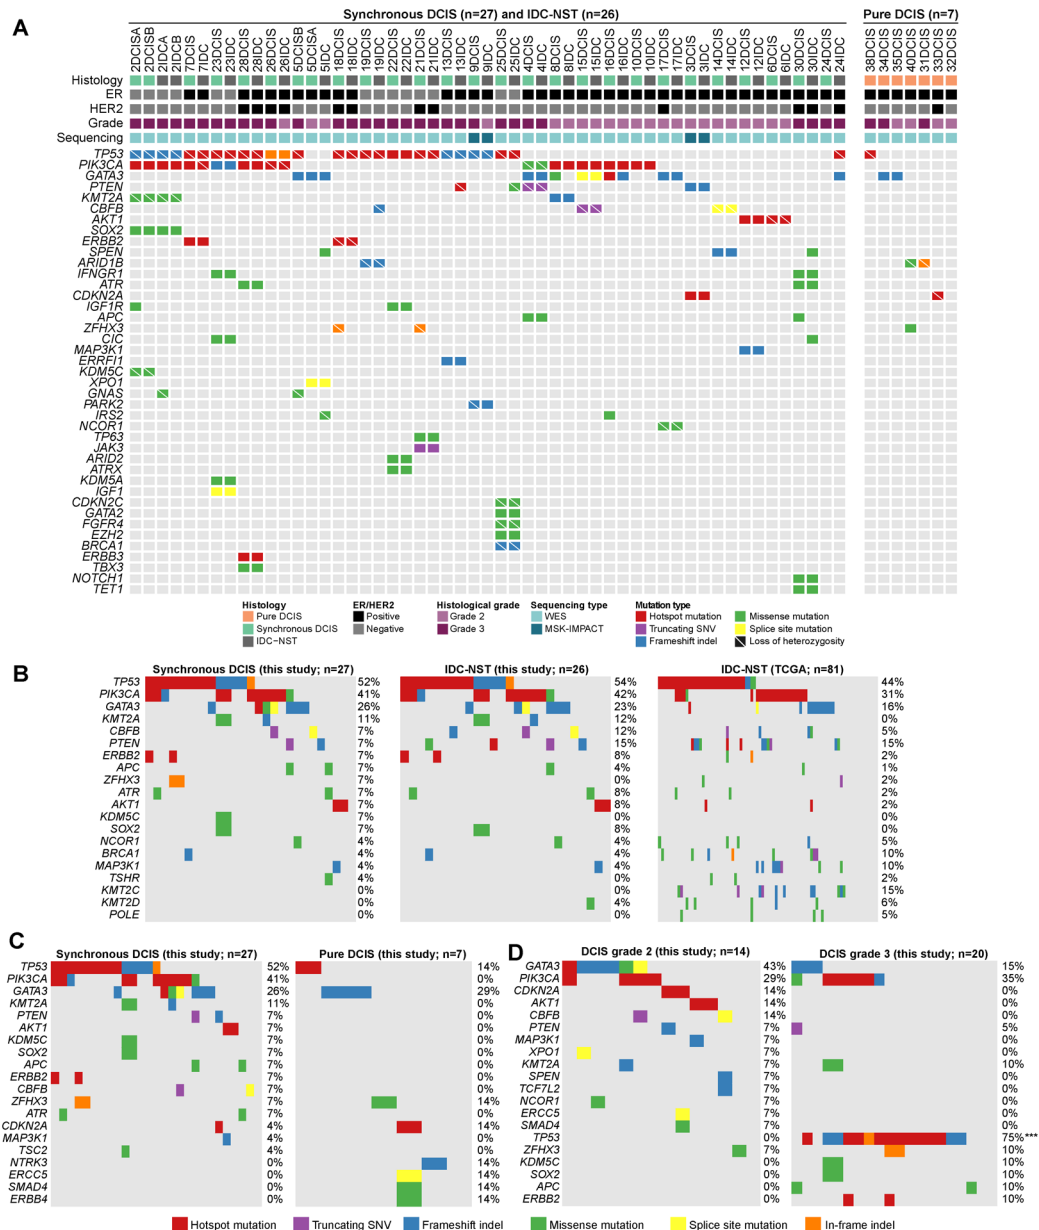 A
Synchronous DCIS (n=27) and IDC-NST (n=26)
Pure DCIS (n=7)
2DCISA 2DCISB 2IDCA 2IDCB 7DCIS 7IDC 23DCIS 23IDC 28DCIS 28IDC 26DCIS 26IDC 5DCISB 5DCISA 5IDC 18DCIS 18IDC 19DCIS 19IDC 22DCIS 22IDC 21DCIS 21IDC 13DCIS 13IDC 9DCIS 9IDC 25DCIS 25IDC 4DCIS 4IDC 8DCIS 8IDC 15DCIS 15IDC 16DCIS 16IDC 10DCIS 10IDC 17DCIS 17IDC 3DCIS 3IDC 14DCIS 14IDC 12DCIS 12IDC 6DCIS 6IDC 30DCIS 30IDC 24DCIS 24IDC
38DCIS 34DCIS 35DCIS 40DCIS 31DCIS 33DCIS 32DCIS
Histology
ER
HER2
Grade
Sequencing
TP53
PIK3CA
GATA3
PTEN
KMT2A
CBFB
AKT1
SOX2
ERBB2
SPEN
ARID1B
IFNGR1
ATR
CDKN2A
IGF1R
APC
ZFHX3
CIC
MAP3K1
ERRFI1
KDM5C
XPO1
GNAS
PARK2
IRS2
NCOR1
TP63
JAK3
ARID2
ATRX
KDM5A
IGF1
CDKN2C
GATA2
FGFR4
EZH2
BRCA1
ERBB3
TBX3
NOTCH1
TET1
Histology
Pure DCIS
Synchronous DCIS
IDC−NST
ER/HER2
Positive
Negative
Histological grade
Grade 2
Grade 3
Sequencing type
WES
MSK-IMPACT
Mutation type
Hotspot mutation
Truncating SNV
Frameshift indel
Missense mutation
Splice site mutation
Loss of heterozygosity
B
Synchronous DCIS (this study; n=27)
IDC-NST (this study; n=26)
IDC-NST (TCGA; n=81)
TP53 52% 54% 44%
PIK3CA 41% 42% 31%
GATA3 26% 23% 16%
KMT2A 11% 12% 0%
CBFB 7% 12% 5%
PTEN 7% 15% 15%
ERBB2 7% 8% 2%
APC 7% 4% 1%
ZFHX3 7% 0% 2%
ATR 7% 8% 2%
AKT1 7% 8% 2%
KDM5C 7% 0% 0%
SOX2 7% 8% 0%
NCOR1 4% 4% 5%
BRCA1 4% 4% 10%
MAP3K1 4% 4% 10%
TSHR 4% 0% 2%
KMT2C 0% 0% 15%
KMT2D 0% 4% 6%
POLE 0% 0% 5%
C
Synchronous DCIS (this study; n=27)
Pure DCIS (this study; n=7)
TP53 52% 14%
PIK3CA 41% 0%
GATA3 26% 29%
KMT2A 11% 0%
PTEN 7% 0%
AKT1 7% 0%
KDM5C 7% 0%
SOX2 7% 0%
APC 7% 0%
ERBB2 7% 0%
CBFB 7% 0%
ZFHX3 7% 14%
ATR 7% 0%
CDKN2A 4% 14%
MAP3K1 4% 0%
TSC2 4% 0%
NTRK3 0% 14%
ERCC5 0% 14%
SMAD4 0% 14%
ERBB4 0% 14%
D
DCIS grade 2 (this study; n=14)
DCIS grade 3 (this study; n=20)
GATA3 43% 15%
PIK3CA 29% 35%
CDKN2A 14% 0%
AKT1 14% 0%
CBFB 14% 0%
PTEN 7% 5%
MAP3K1 7% 0%
XPO1 7% 0%
KMT2A 7% 10%
SPEN 7% 0%
TCF7L2 7% 0%
NCOR1 7% 0%
ERCC5 7% 0%
SMAD4 7% 0%
TP53 0% 75%***
ZFHX3 7% 10%
KDM5C 0% 10%
SOX2 0% 10%
APC 0% 10%
ERBB2 0% 10%
Hotspot mutation
Truncating SNV
Frameshift indel
Missense mutation
Splice site mutation
In-frame indel